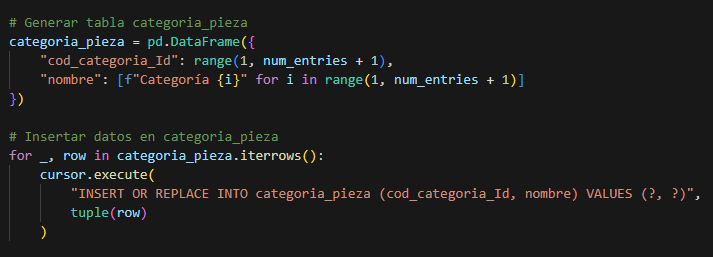 # Generar tabla categoria_pieza
categoria_pieza = pd.DataFrame({
    "cod_categoria_Id": range(1, num_entries + 1),
    "nombre": [f"Categoría {i}" for i in range(1, num_entries + 1)]
})

# Insertar datos en categoria_pieza
for _, row in categoria_pieza.iterrows():
    cursor.execute(
        "INSERT OR REPLACE INTO categoria_pieza (cod_categoria_Id, nombre) VALUES (?, ?)",
        tuple(row)
    )